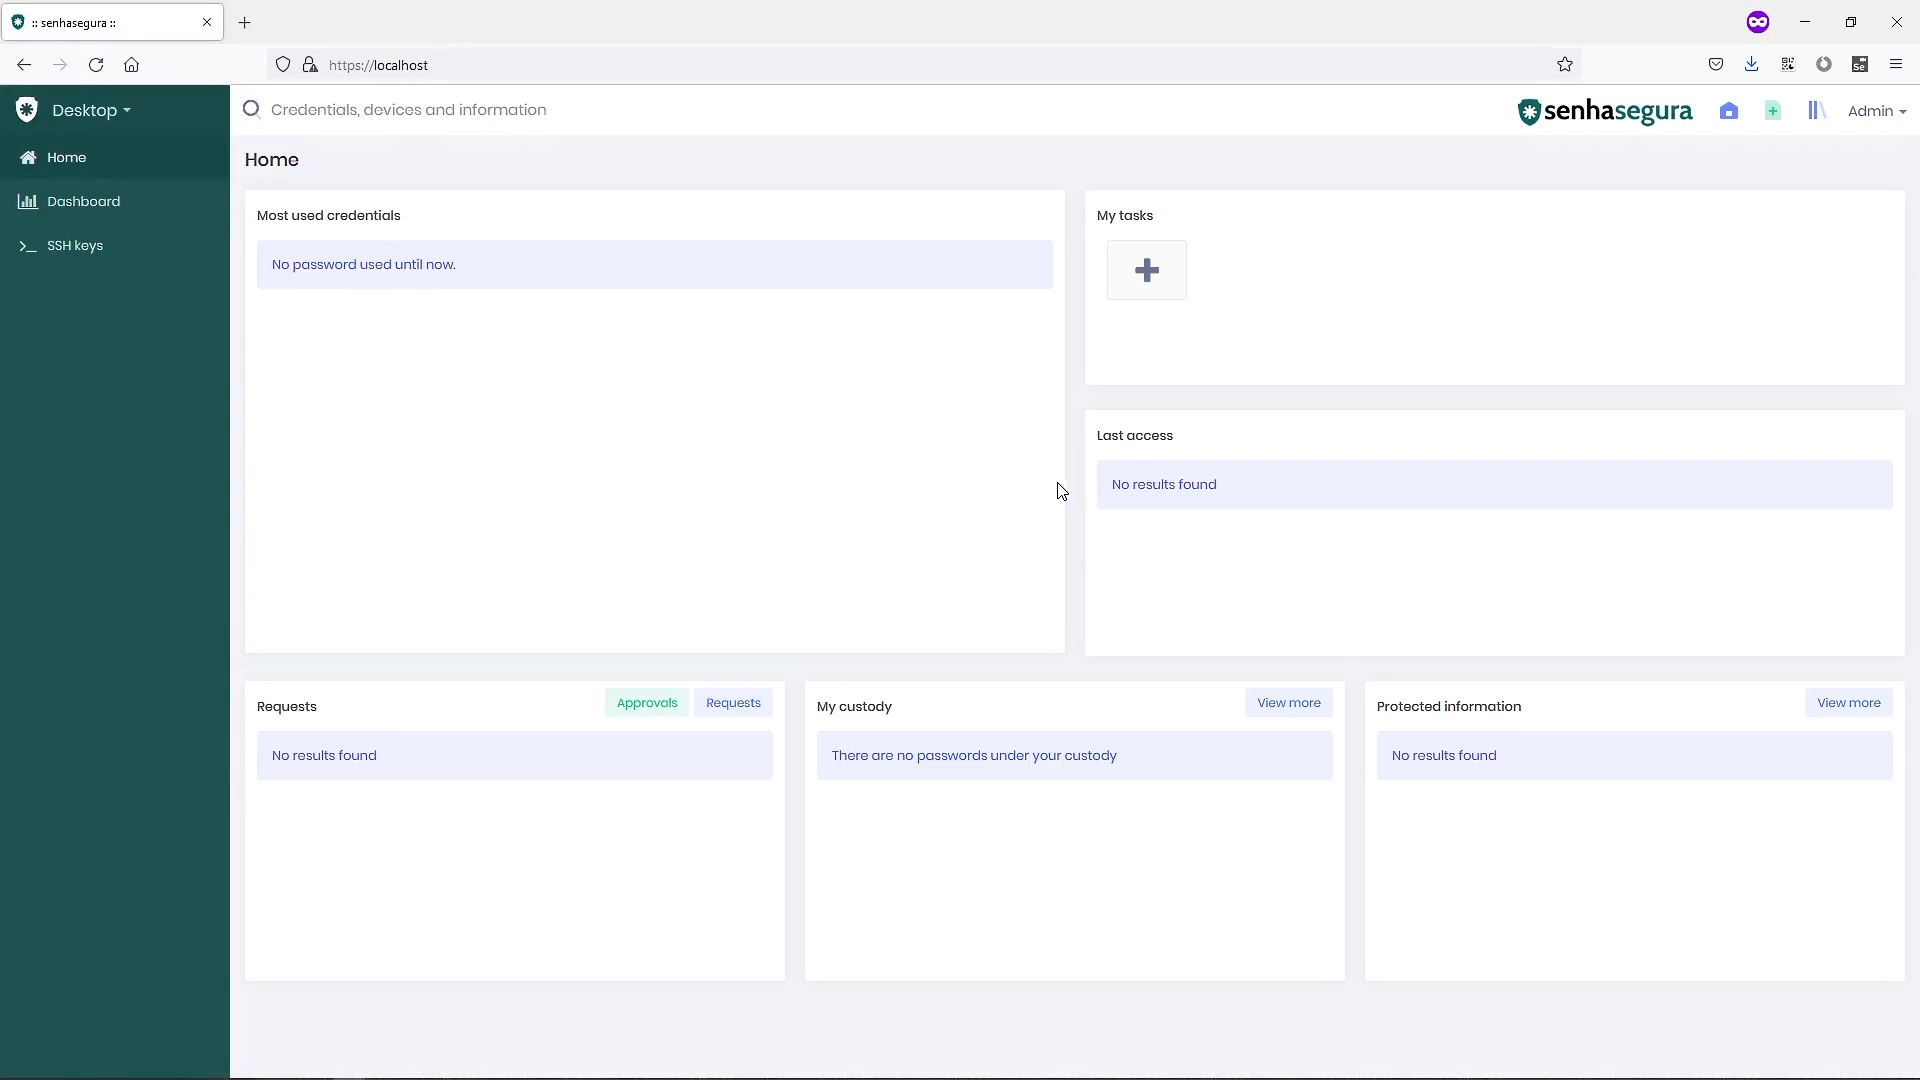 :: senhasegura ::
https://localhost
Desktop
Credentials, devices and information
senhasegura
Admin
Home
Dashboard
SSH keys
Home
Most used credentials
No password used until now.
My tasks
Last access
No results found
Requests
Approvals
Requests
No results found
My custody
View more
There are no passwords under your custody
Protected information
View more
No results found
Se